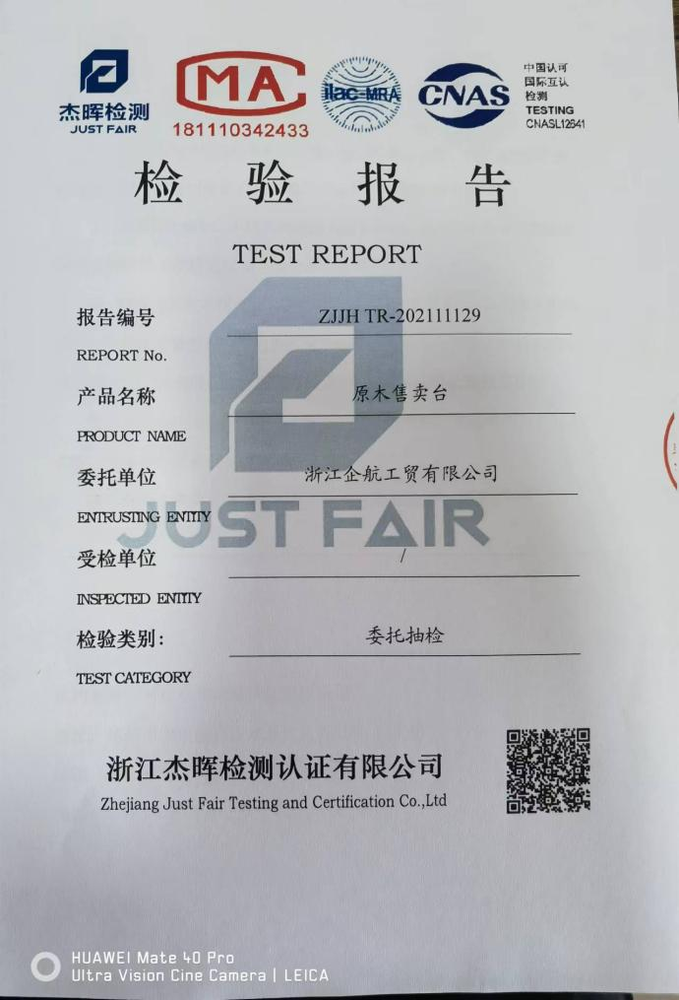 杰晖检测
JUST FAIR
MA
181110342433
ilac-MRA
CNAS
中国认可
国际互认
检测
TESTING
CNASL12641
检验报告
TEST REPORT
报告编号 ZJJH TR-202111129
REPORT No.
产品名称 原木售卖台
PRODUCT NAME
委托单位 浙江企航工贸有限公司
ENTRUSTING ENTITY
JUST FAIR
受检单位 /
INSPECTED ENTITY
检验类别: 委托抽检
TEST CATEGORY
浙江杰晖检测认证有限公司
Zhejiang Just Fair Testing and Certification Co.,Ltd
HUAWEI Mate 40 Pro
Ultra Vision Cine Camera | LEICA